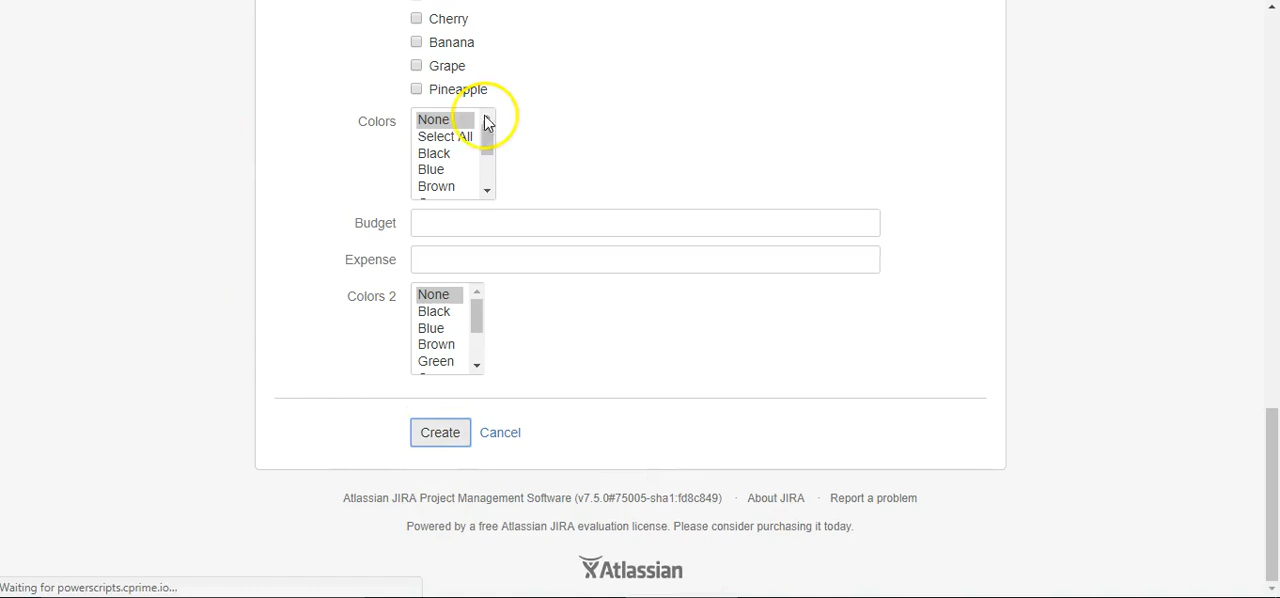 Cherry
Banana
Grape
Pineapple
Colors
None
Select All
Black
Blue
Brown
Budget
Expense
Colors 2
None
Black
Blue
Brown
Green
Create Cancel
Atlassian JIRA Project Management Software (v7.5.0#75005-sha1:fd8c849) · About JIRA · Report a problem
Powered by a free Atlassian JIRA evaluation license. Please consider purchasing it today.
Atlassian
Waiting for powerscripts.cprime.io...